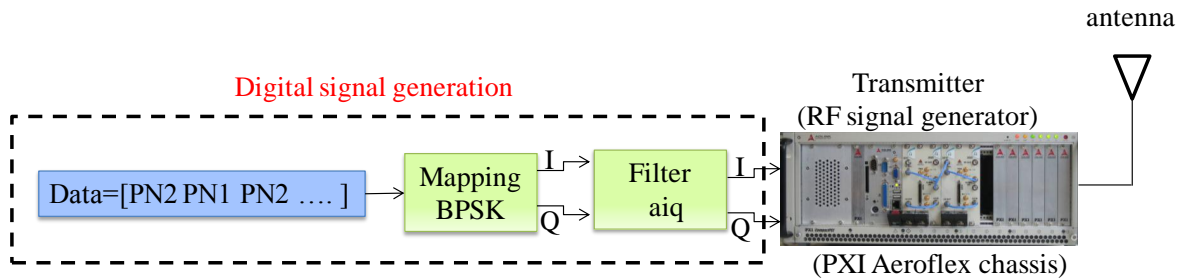 antenna
Digital signal generation
Transmitter
(RF signal generator)
Data=[PN2 PN1 PN2 .... ]
Mapping
BPSK
I
Q
Filter
aiq
I
Q
(PXI Aeroflex chassis)